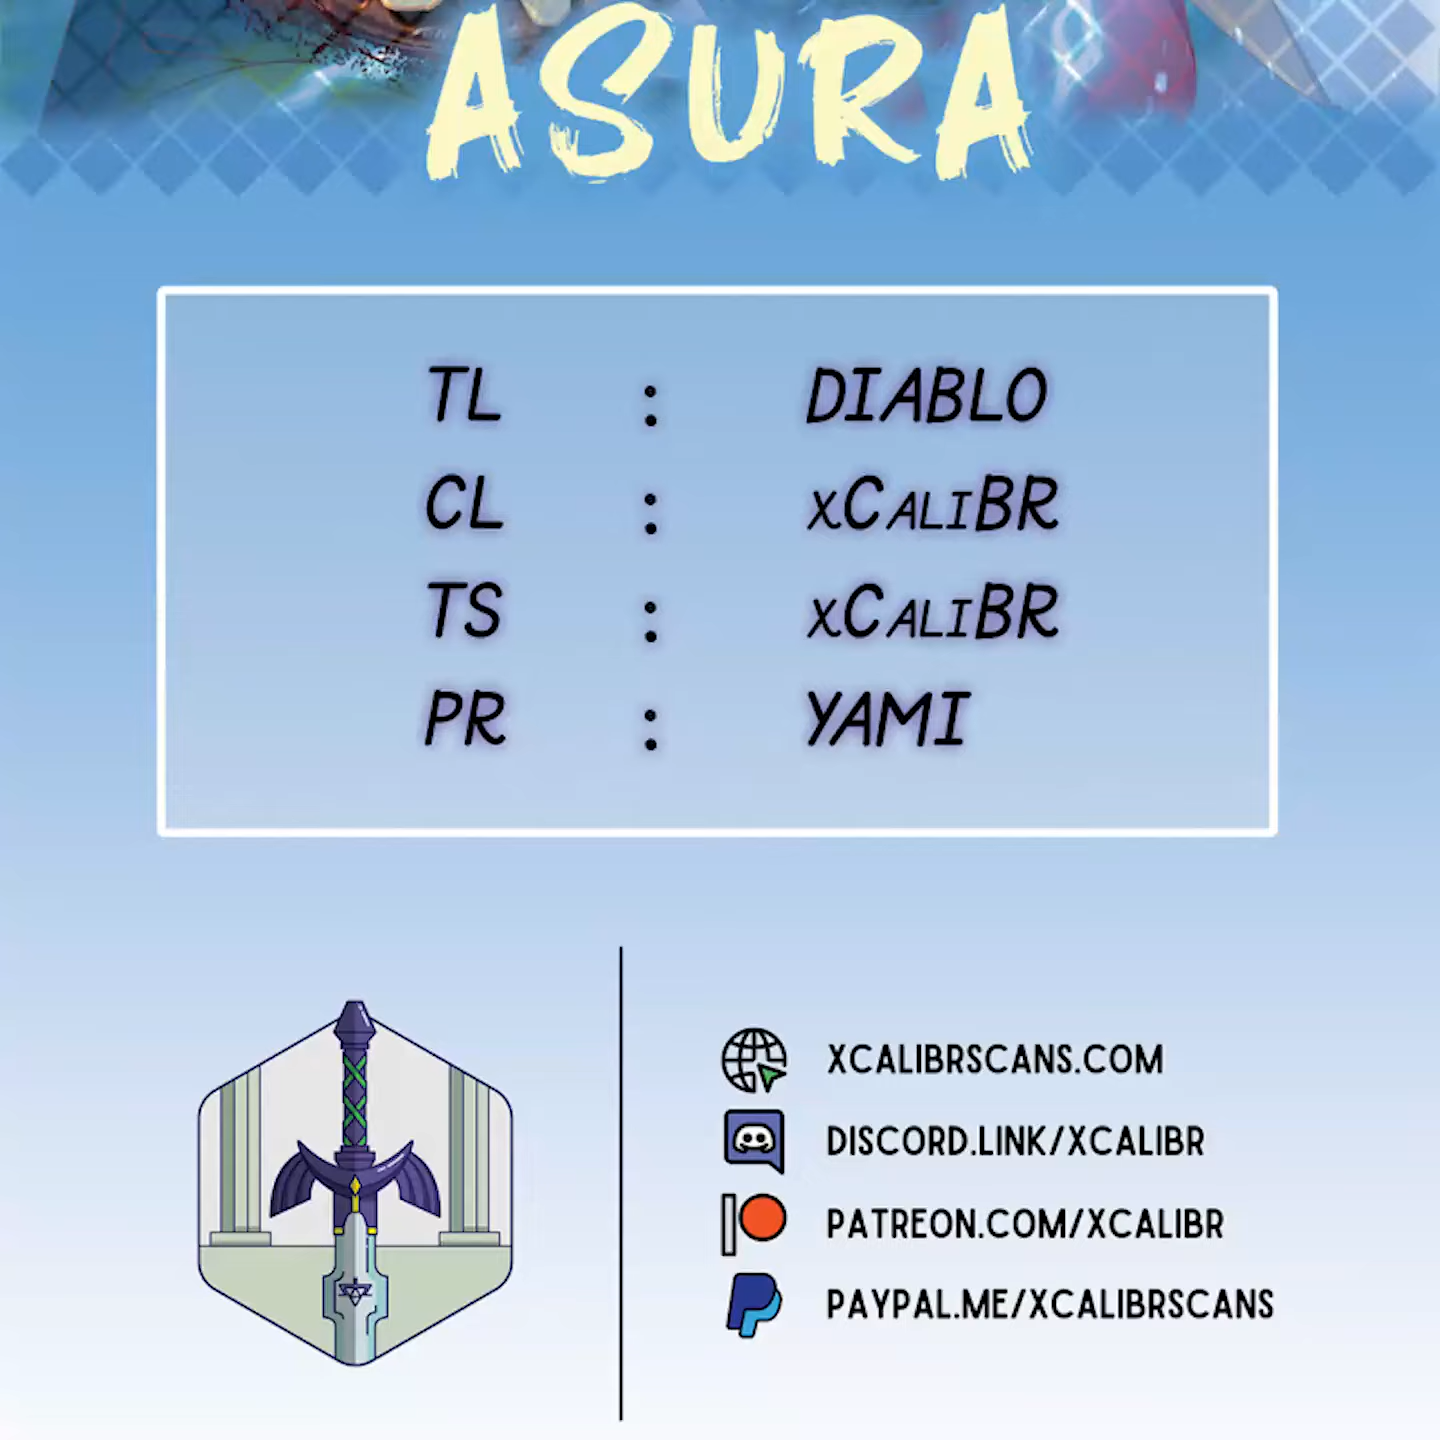 ASURA
TL : DIABLO
CL : xCALIBR
TS : xCALIBR
PR : YAMI
XCALIBRSCANS.COM
DISCORD.LINK/XCALIBR
PATREON.COM/XCALIBR
PAYPAL.ME/XCALIBRSCANS